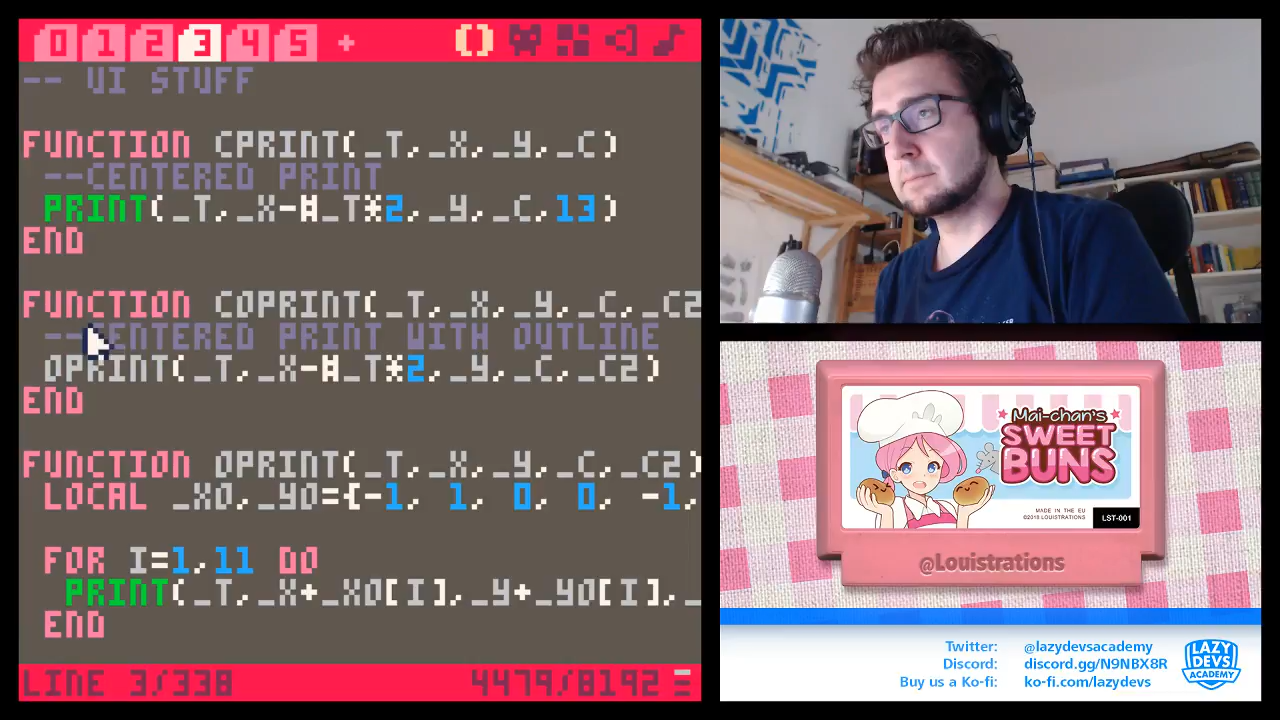 0 1 2 3 4 5 +
-- UI STUFF
FUNCTION CPRINT(_T,_X,_Y,_C)
--CENTERED PRINT
PRINT(_T,_X-#_T*2,_Y,_C,13)
END
FUNCTION COPRINT(_T,_X,_Y,_C,_C2
--CENTERED PRINT WITH OUTLINE
OPRINT(_T,_X-#_T*2,_Y,_C,_C2)
END
FUNCTION OPRINT(_T,_X,_Y,_C,_C2)
LOCAL _XO,_YO={-1, 1, 0, 0, -1,
FOR I=1,11 DO
PRINT(_T,_X+_XO[I],_Y+_YO[I],_
END
LINE 3/338 4479/8192
Mai-chan's
SWEET
BUNS
MADE IN THE EU
©2018 LOUISTRATIONS
LST-001
@Louistrations
Twitter: @lazydevsacademy
Discord: discord.gg/N9NBX8R
Buy us a Ko-fi: ko-fi.com/lazydevs
LAZY
DEVS
ACADEMY